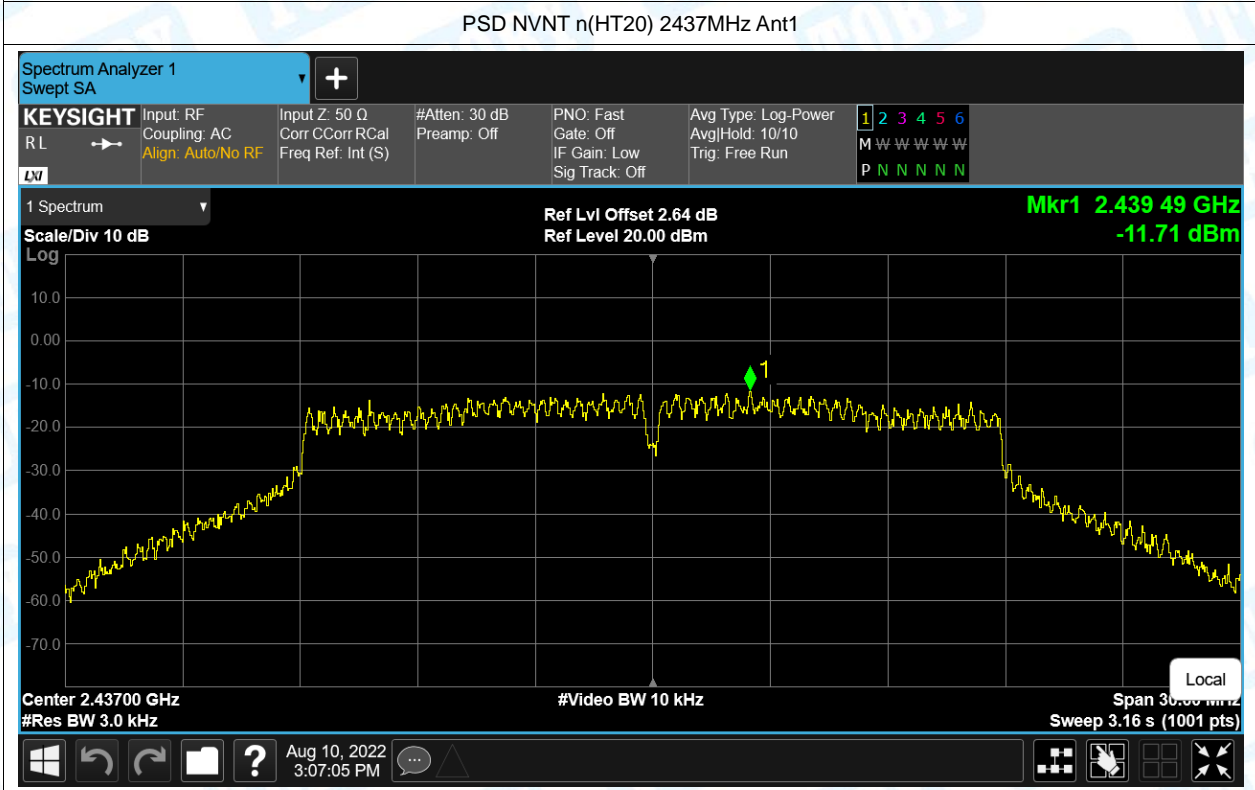 PSD NVNT n(HT20) 2437MHz Ant1
Spectrum Analyzer 1
Swept SA
KEYSIGHT
R L
LXI
Input: RF
Coupling: AC
Align: Auto/No RF
Input Z: 50 Ω
Corr CCorr RCal
Freq Ref: Int (S)
#Atten: 30 dB
Preamp: Off
PNO: Fast
Gate: Off
IF Gain: Low
Sig Track: Off
Avg Type: Log-Power
Avg|Hold: 10/10
Trig: Free Run
1 2 3 4 5 6
M W W W W W
P N N N N N
1 Spectrum
Scale/Div 10 dB
Log
Ref Lvl Offset 2.64 dB
Ref Level 20.00 dBm
Mkr1 2.439 49 GHz
-11.71 dBm
10.0
0.00
-10.0
-20.0
-30.0
-40.0
-50.0
-60.0
-70.0
1
Center 2.43700 GHz
#Res BW 3.0 kHz
#Video BW 10 kHz
Local
Span 30.00 MHz
Sweep 3.16 s (1001 pts)
?
Aug 10, 2022
3:07:05 PM